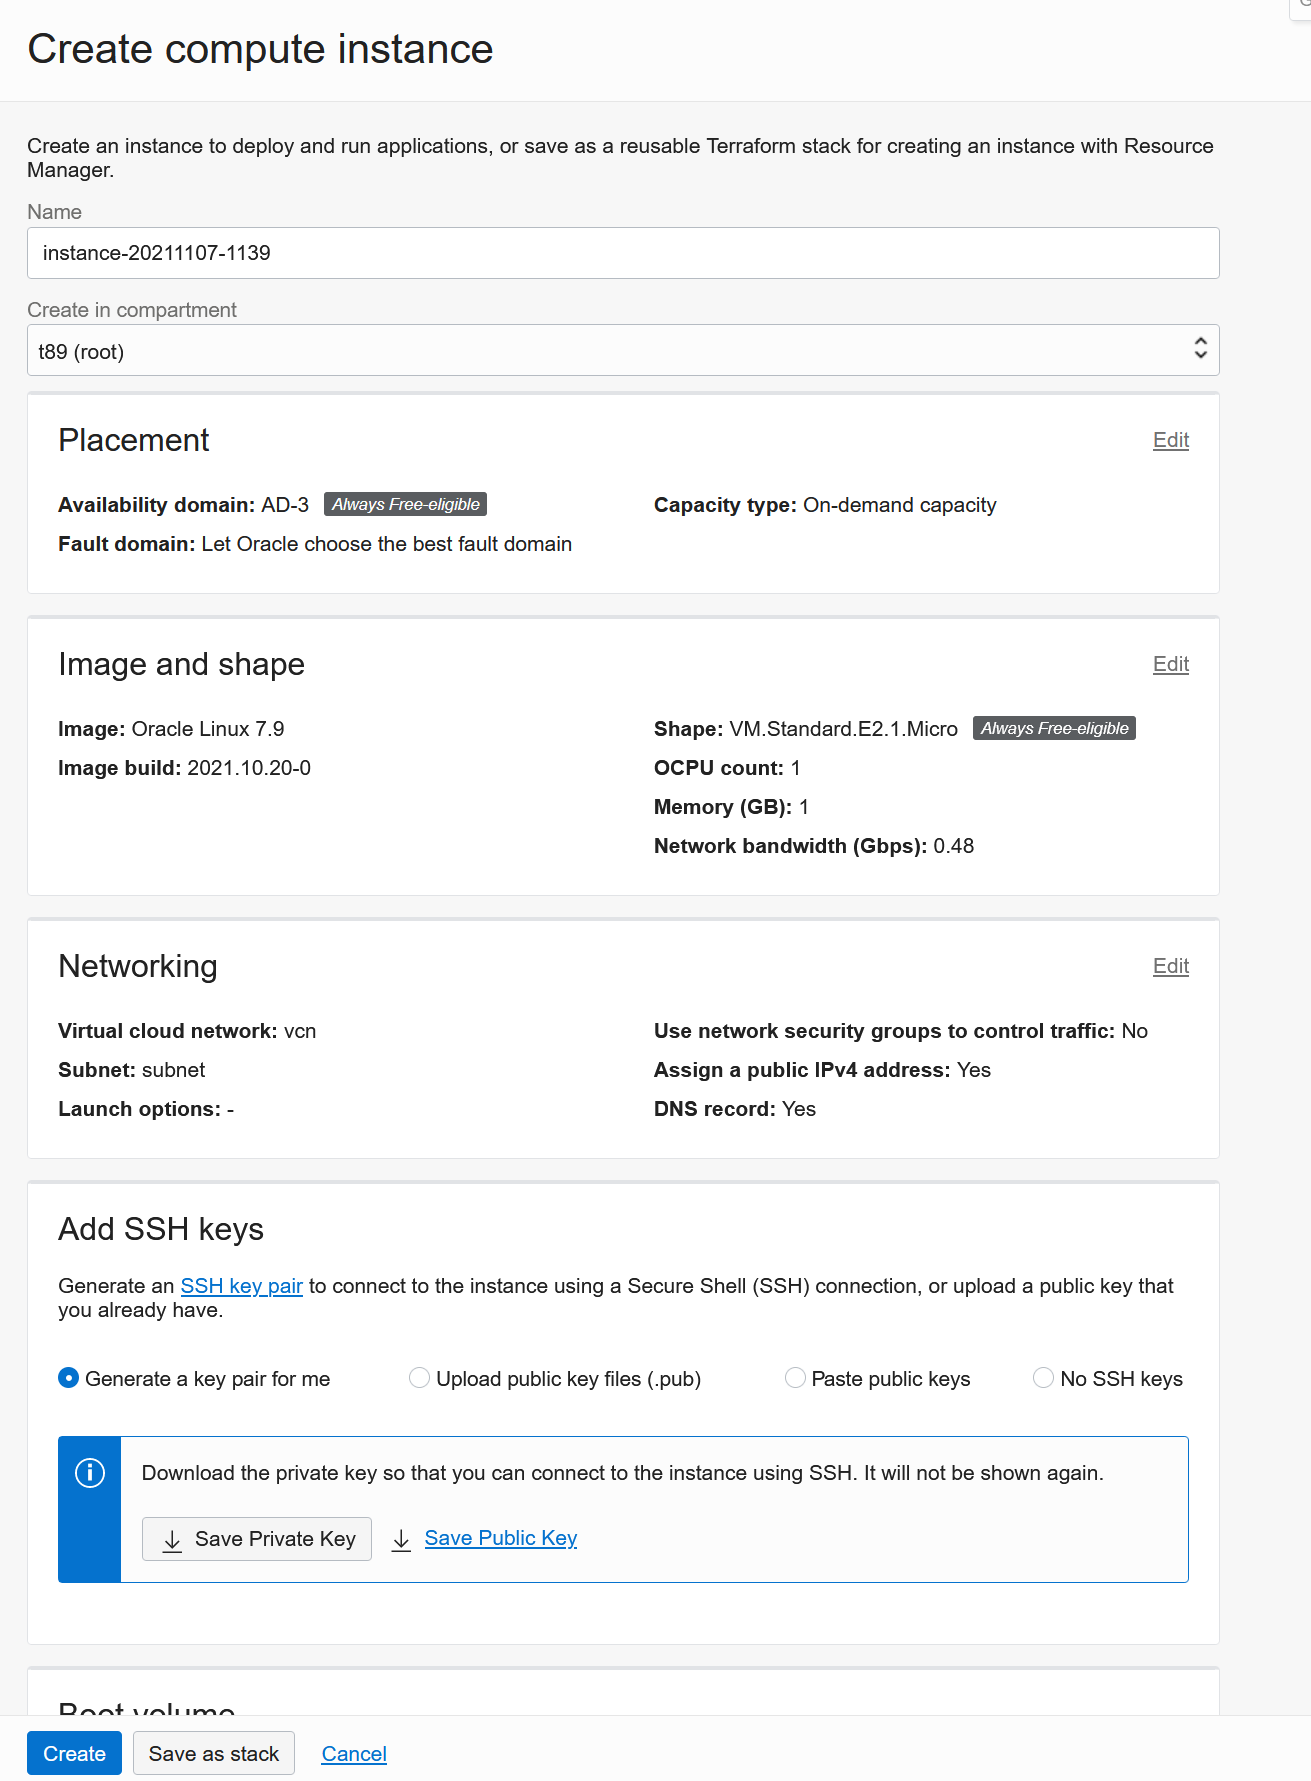 Create compute instance
Create an instance to deploy and run applications, or save as a reusable Terraform stack for creating an instance with Resource
Manager.
Name
instance-20211107-1139
Create in compartment
t89 (root)
Placement
Edit
Availability domain: AD-3 Always Free-eligible
Capacity type: On-demand capacity
Fault domain: Let Oracle choose the best fault domain
Image and shape
Edit
Image: Oracle Linux 7.9
Image build: 2021.10.20-0
Shape: VM.Standard.E2.1.Micro Always Free-eligible
OCPU count: 1
Memory (GB): 1
Network bandwidth (Gbps): 0.48
Networking
Edit
Virtual cloud network: vcn
Subnet: subnet
Launch options: -
Use network security groups to control traffic: No
Assign a public IPv4 address: Yes
DNS record: Yes
Add SSH keys
Generate an SSH key pair to connect to the instance using a Secure Shell (SSH) connection, or upload a public key that
you already have.
Generate a key pair for me
Upload public key files (.pub)
Paste public keys
No SSH keys
Download the private key so that you can connect to the instance using SSH. It will not be shown again.
Save Private Key
Save Public Key
Boot volume
Create
Save as stack
Cancel